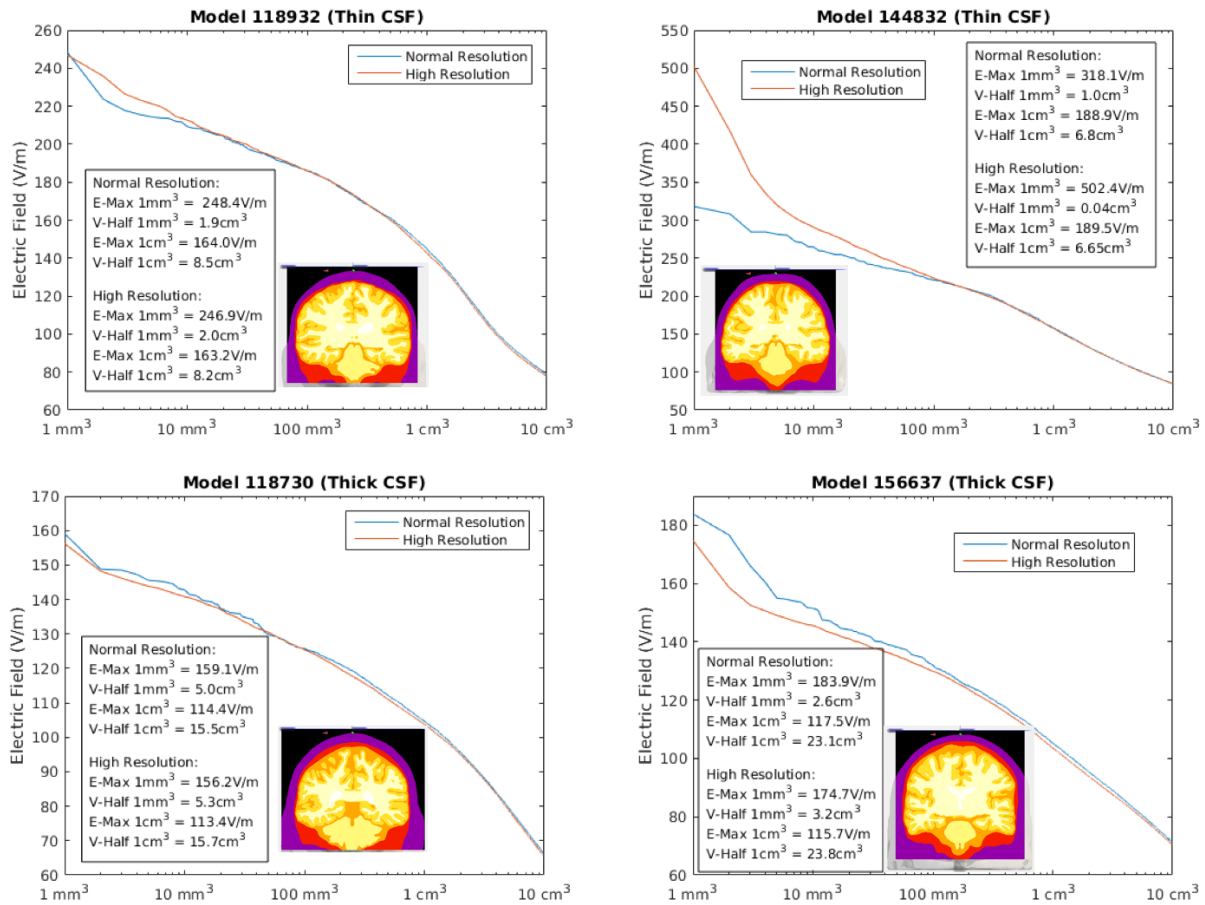 Model 118932 (Thin CSF)
Electric Field (V/m)
260
240
220
200
180
160
140
120
100
80
60
Normal Resolution
High Resolution
Normal Resolution:
E-Max 1mm³ = 248.4V/m
V-Half 1mm³ = 1.9cm³
E-Max 1cm³ = 164.0V/m
V-Half 1cm³ = 8.5cm³
High Resolution:
E-Max 1mm³ = 246.9V/m
V-Half 1mm³ = 2.0cm³
E-Max 1cm³ = 163.2V/m
V-Half 1cm³ = 8.2cm³
1 mm³ 10 mm³ 100 mm³ 1 cm³ 10 cm³
Model 144832 (Thin CSF)
Electric Field (V/m)
550
500
450
400
350
300
250
200
150
100
50
Normal Resolution
High Resolution
Normal Resolution:
E-Max 1mm³ = 318.1V/m
V-Half 1mm³ = 1.0cm³
E-Max 1cm³ = 188.9V/m
V-Half 1cm³ = 6.8cm³
High Resolution:
E-Max 1mm³ = 502.4V/m
V-Half 1mm³ = 0.04cm³
E-Max 1cm³ = 189.5V/m
V-Half 1cm³ = 6.65cm³
1 mm³ 10 mm³ 100 mm³ 1 cm³ 10 cm³
Model 118730 (Thick CSF)
Electric Field (V/m)
170
160
150
140
130
120
110
100
90
80
70
60
Normal Resolution
High Resolution
Normal Resolution:
E-Max 1mm³ = 159.1V/m
V-Half 1mm³ = 5.0cm³
E-Max 1cm³ = 114.4V/m
V-Half 1cm³ = 15.5cm³
High Resolution:
E-Max 1mm³ = 156.2V/m
V-Half 1mm³ = 5.3cm³
E-Max 1cm³ = 113.4V/m
V-Half 1cm³ = 15.7cm³
1 mm³ 10 mm³ 100 mm³ 1 cm³ 10 cm³
Model 156637 (Thick CSF)
Electric Field (V/m)
180
160
140
120
100
80
60
Normal Resoluton
High Resolution
Normal Resolution:
E-Max 1mm³ = 183.9V/m
V-Half 1mm³ = 2.6cm³
E-Max 1cm³ = 117.5V/m
V-Half 1cm³ = 23.1cm³
High Resolution:
E-Max 1mm³ = 174.7V/m
V-Half 1mm³ = 3.2cm³
E-Max 1cm³ = 115.7V/m
V-Half 1cm³ = 23.8cm³
1 mm³ 10 mm³ 100 mm³ 1 cm³ 10 cm³